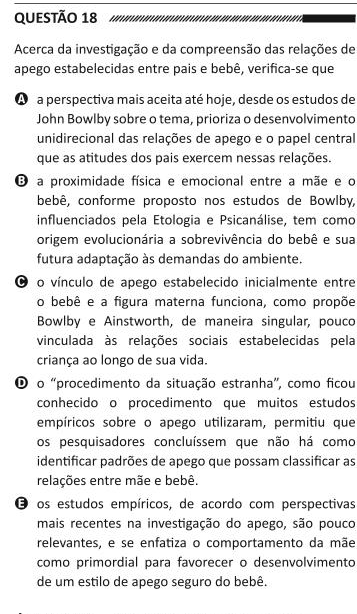 QUESTÃO 18
Acerca da investigação e da compreensão das relações de
apego estabelecidas entre pais e bebê, verifica-se que
A a perspectiva mais aceita até hoje, desde os estudos de
John Bowlby sobre o tema, prioriza o desenvolvimento
unidirecional das relações de apego e o papel central
que as atitudes dos pais exercem nessas relações.
B a proximidade física e emocional entre a mãe e o
bebê, conforme proposto nos estudos de Bowlby,
influenciados pela Etologia e Psicanálise, tem como
origem evolucionária a sobrevivência do bebê e sua
futura adaptação às demandas do ambiente.
C o vínculo de apego estabelecido inicialmente entre
o bebê e a figura materna funciona, como propõe
Bowlby e Ainstworth, de maneira singular, pouco
vinculada às relações sociais estabelecidas pela
criança ao longo de sua vida.
D o “procedimento da situação estranha”, como ficou
conhecido o procedimento que muitos estudos
empíricos sobre o apego utilizaram, permitiu que
os pesquisadores concluíssem que não há como
identificar padrões de apego que possam classificar as
relações entre mãe e bebê.
E os estudos empíricos, de acordo com perspectivas
mais recentes na investigação do apego, são pouco
relevantes, e se enfatiza o comportamento da mãe
como primordial para favorecer o desenvolvimento
de um estilo de apego seguro do bebê.